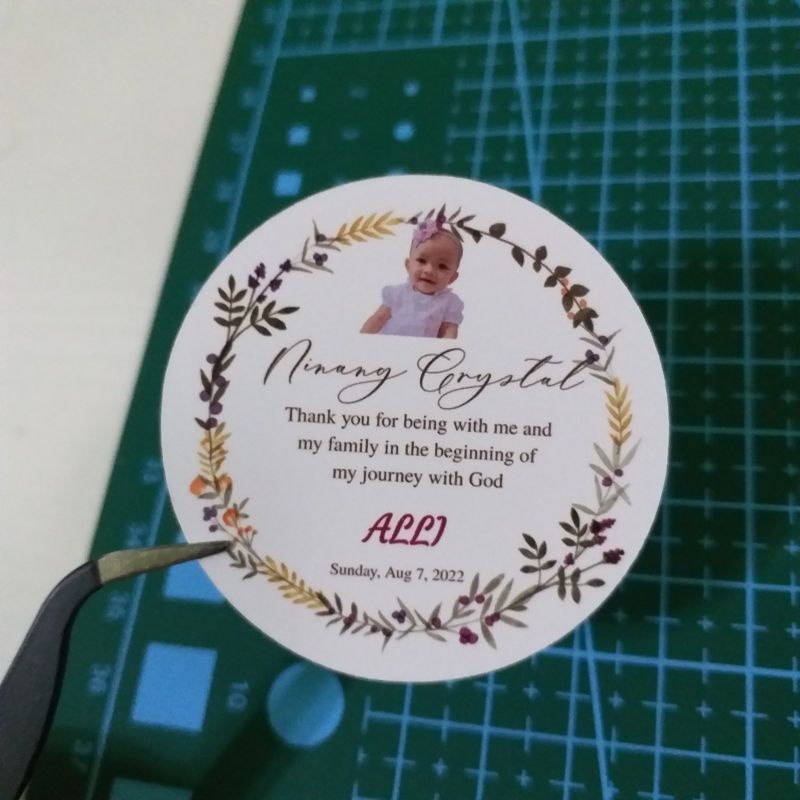 Ninang Crystal
Thank you for being with me and
my family in the beginning of
my journey with God
ALLI
Sunday, Aug 7, 2022
10